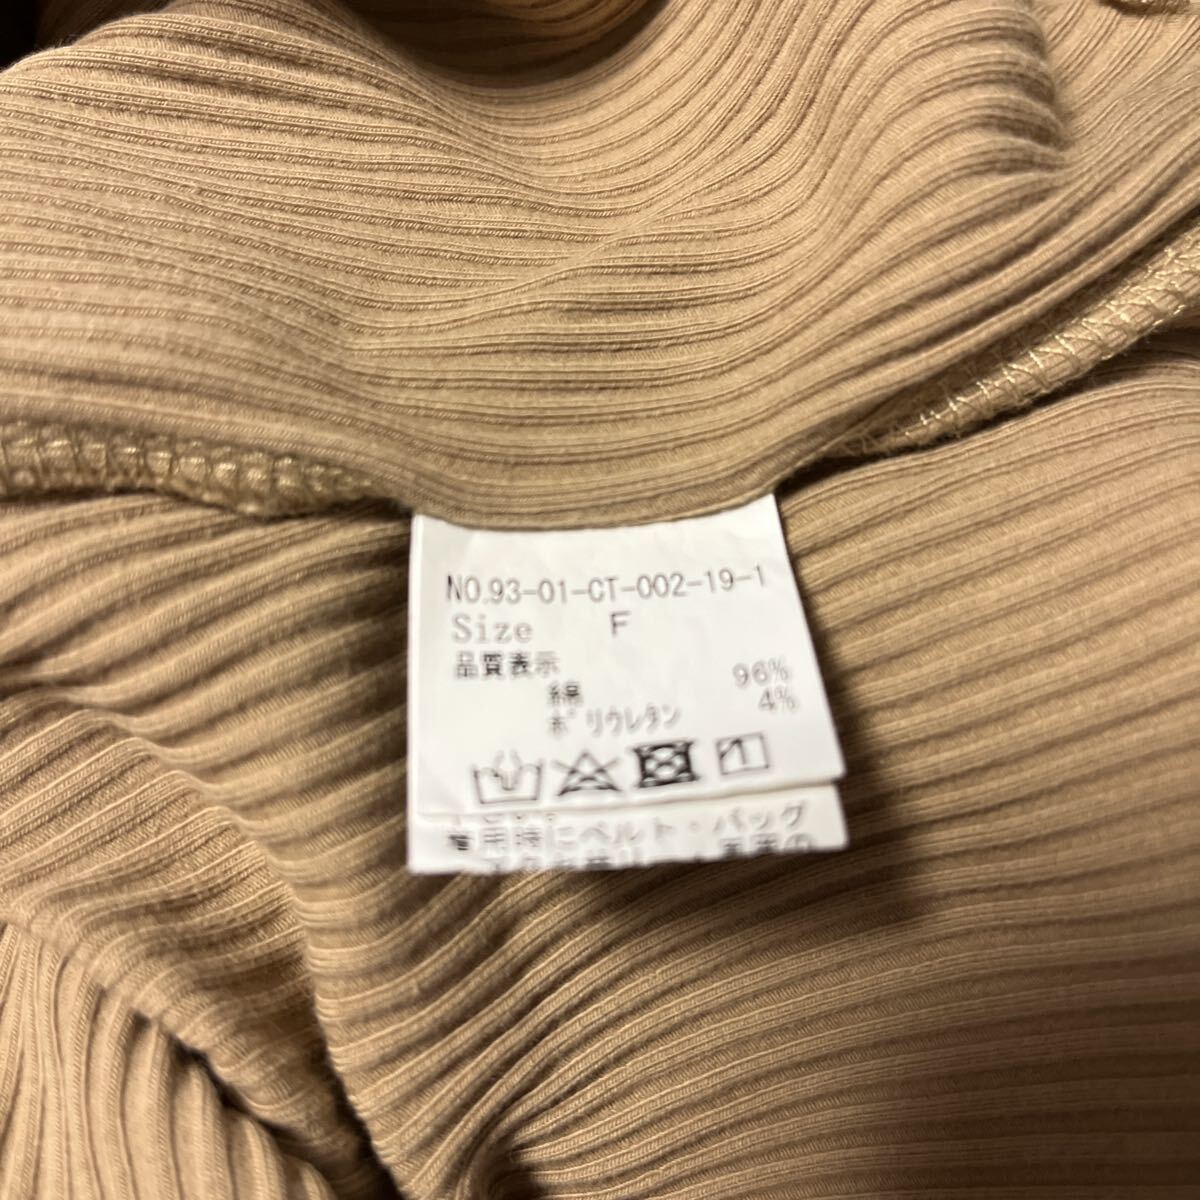 NO.93-01-CT-002-19-1
Size F
品質表示
綿 96%
ポリウレタン 4%
着用時にベルト・バッグ